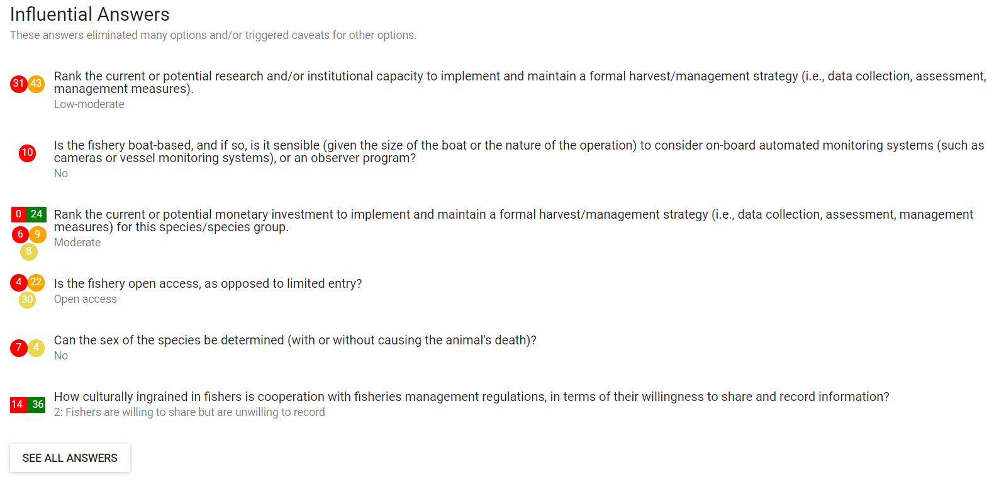 Influential Answers
These answers eliminated many options and/or triggered caveats for other options.
31 43
Rank the current or potential research and/or institutional capacity to implement and maintain a formal harvest/management strategy (i.e., data collection, assessment,
management measures).
Low-moderate
10
Is the fishery boat-based, and if so, is it sensible (given the size of the boat or the nature of the operation) to consider on-board automated monitoring systems (such as
cameras or vessel monitoring systems), or an observer program?
No
0 24
6 9
8
Rank the current or potential monetary investment to implement and maintain a formal harvest/management strategy (i.e., data collection, assessment, management
measures) for this species/species group.
Moderate
4 22
30
Is the fishery open access, as opposed to limited entry?
Open access
7 4
Can the sex of the species be determined (with or without causing the animal's death)?
No
14 36
How culturally ingrained in fishers is cooperation with fisheries management regulations, in terms of their willingness to share and record information?
2: Fishers are willing to share but are unwilling to record
SEE ALL ANSWERS